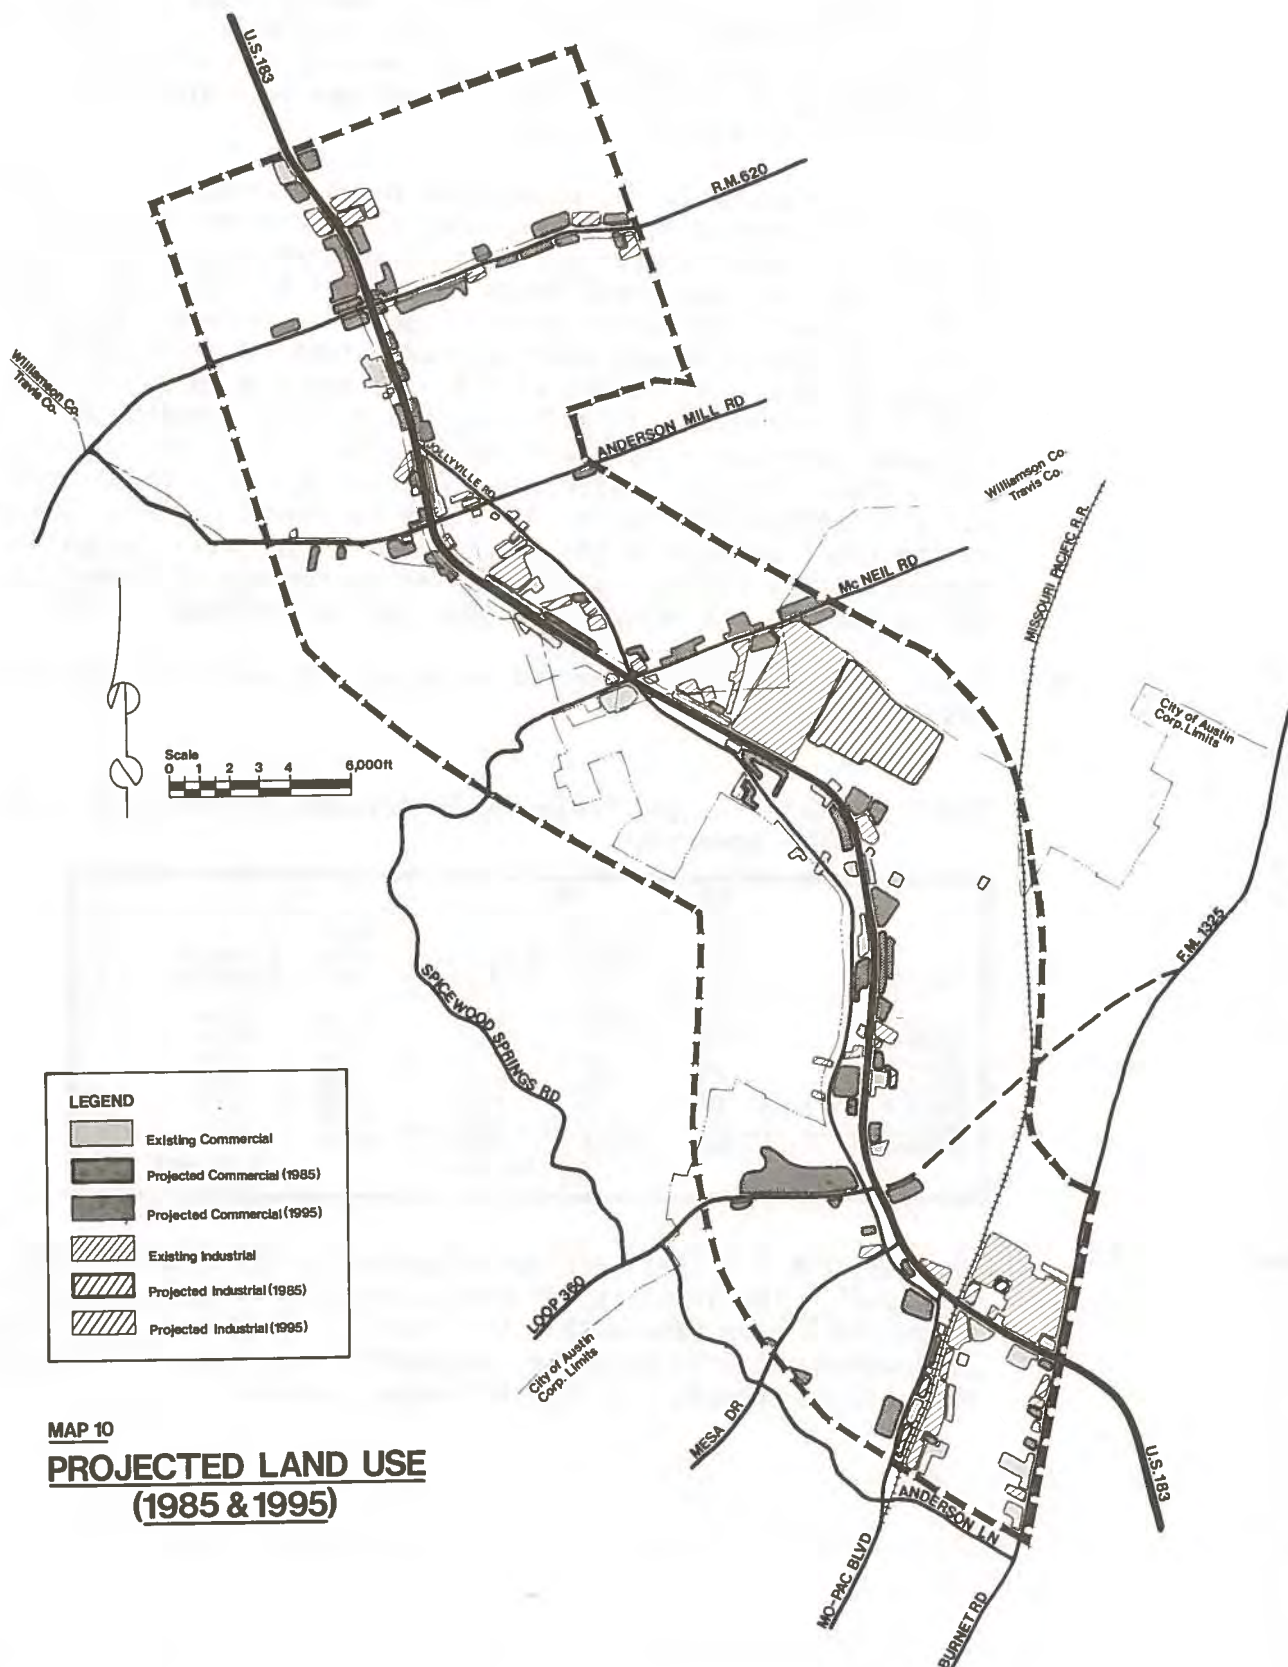 U.S.183
R.M.620
Williamson Co.
Travis Co.
ANDERSON MILL RD
JOLLYVILLE RD
Williamson Co.
Travis Co.
MISSOURI PACIFIC R.R.
Mc NEIL RD
City of Austin
Corp. Limits
Scale
0 1 2 3 4 6,000ft
F.M. 1325
SPICEWOOD SPRINGS RD
LEGEND
Existing Commercial
Projected Commercial (1985)
Projected Commercial (1995)
Existing Industrial
Projected Industrial (1985)
Projected Industrial (1995)
LOOP 360
City of Austin
Corp. Limits
MESA DR
MAP 10
PROJECTED LAND USE
(1985 & 1995)
U.S.183
ANDERSON LN
MO-PAC BLVD
BURNET RD